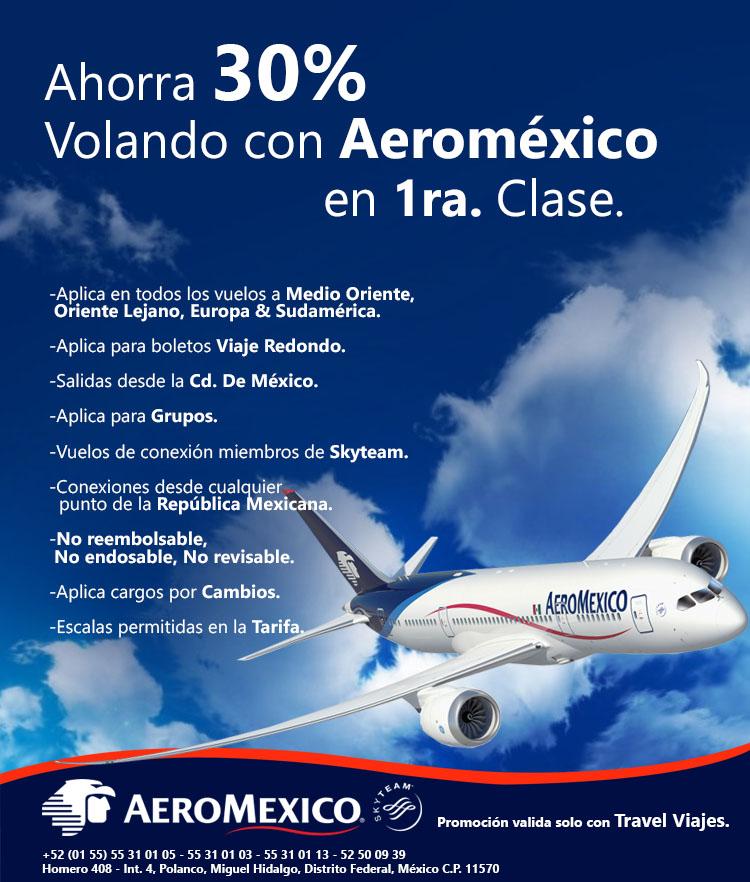 Ahorra 30%
Volando con Aeroméxico
en 1ra. Clase.
-Aplica en todos los vuelos a Medio Oriente,
Oriente Lejano, Europa & Sudamérica.
-Aplica para boletos Viaje Redondo.
-Salidas desde la Cd. De México.
-Aplica para Grupos.
-Vuelos de conexión miembros de Skyteam.
-Conexiones desde cualquier
punto de la República Mexicana.
-No reembolsable,
No endosable, No revisable.
-Aplica cargos por Cambios.
-Escalas permitidas en la Tarifa.
AEROMEXICO
AEROMEXICO.
SKYTEAM
Promoción valida solo con Travel Viajes.
+52 (01 55) 55 31 01 05 - 55 31 01 03 - 55 31 01 13 - 52 50 09 39
Homero 408 - Int. 4, Polanco, Miguel Hidalgo, Distrito Federal, México C.P. 11570